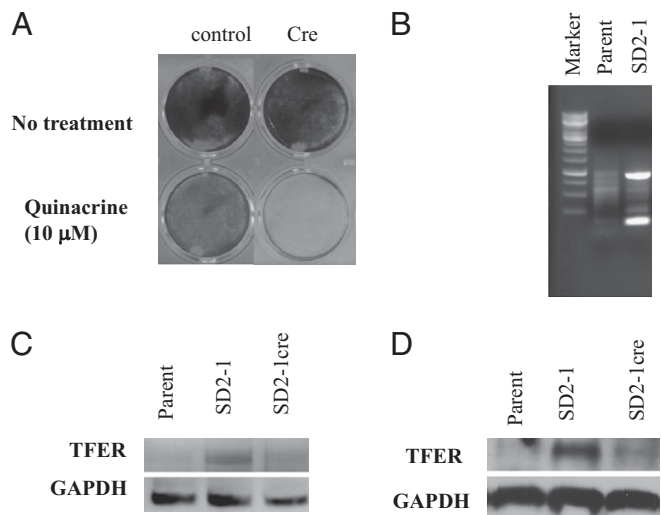 A
control Cre
No treatment
Quinacrine
(10 μM)
B
Marker
Parent
SD2-1
C
Parent
SD2-1
SD2-1cre
TFER
GAPDH
D
Parent
SD2-1
SD2-1cre
TFER
GAPDH